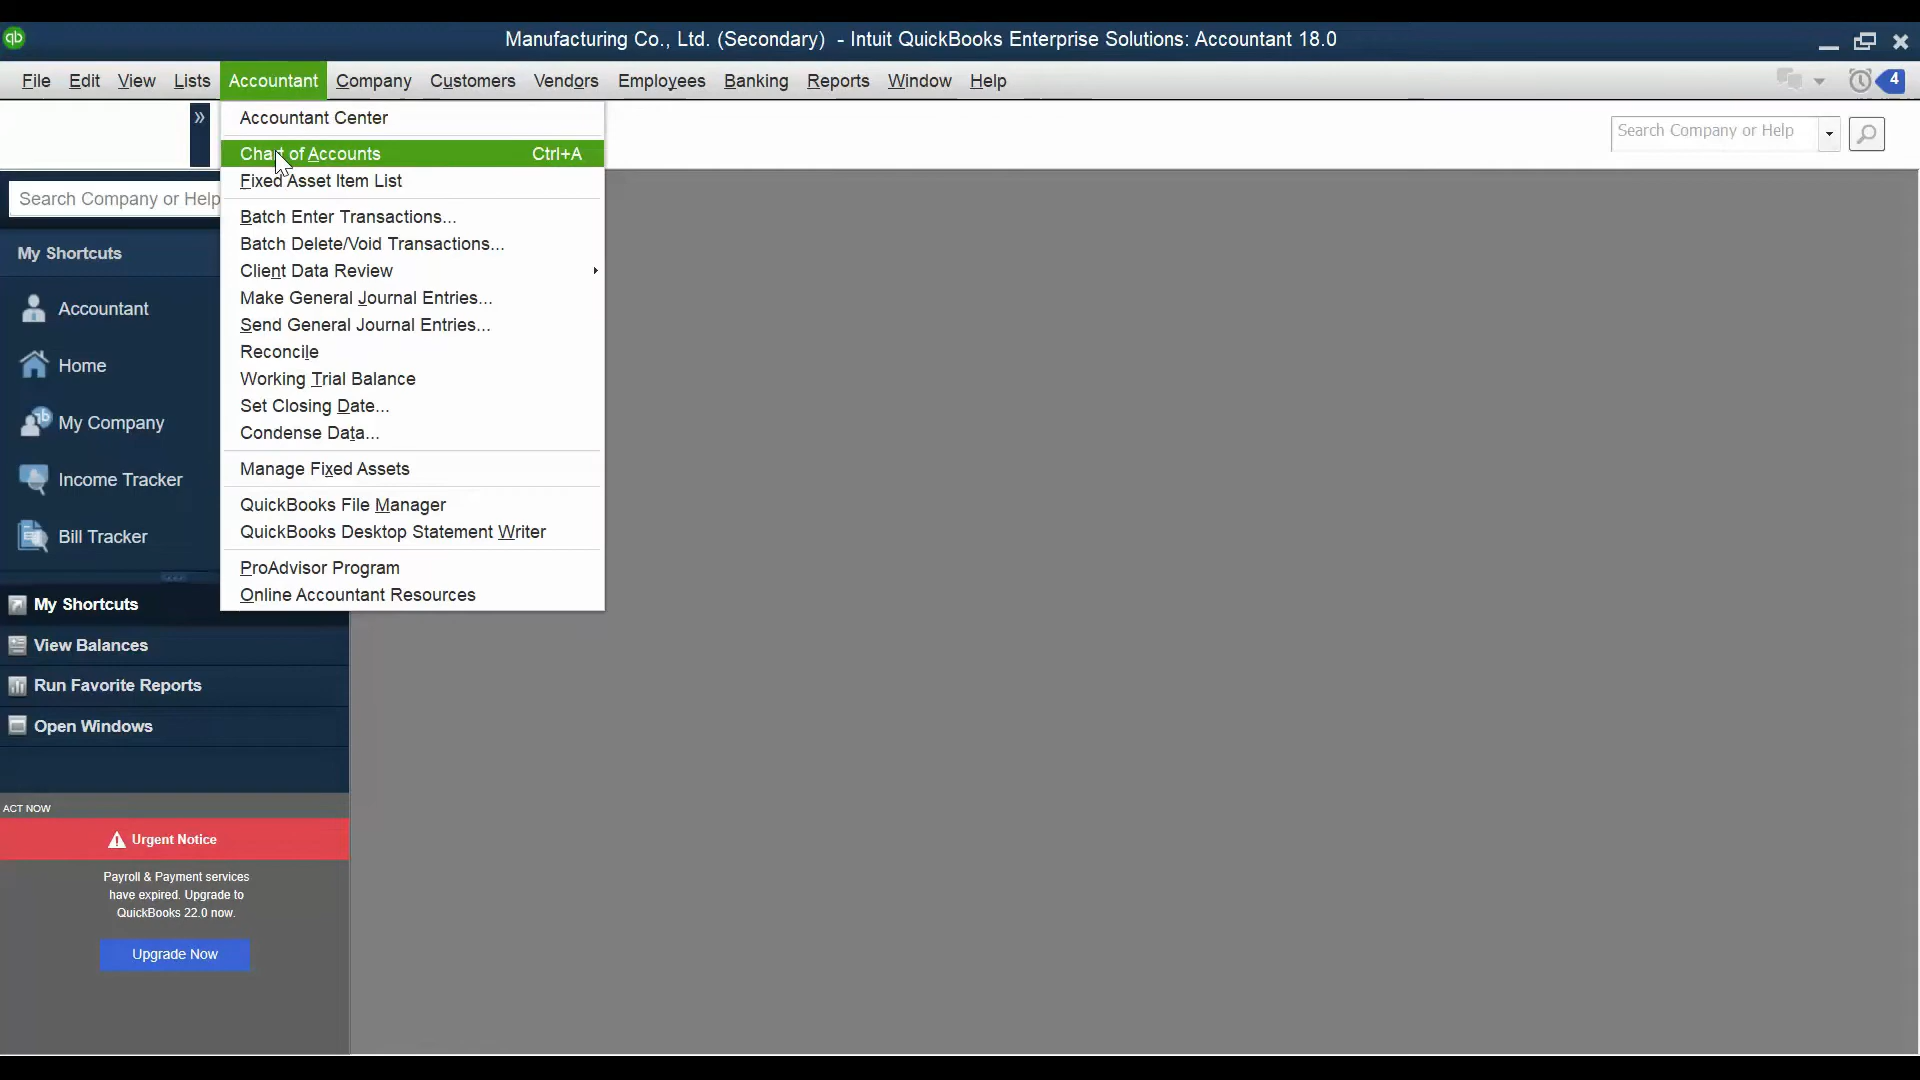 qb
Manufacturing Co., Ltd. (Secondary) - Intuit QuickBooks Enterprise Solutions: Accountant 18.0
File Edit View Lists Accountant Company Customers Vendors Employees Banking Reports Window Help
4
Accountant Center
Chart of Accounts Ctrl+A
Fixed Asset Item List
Batch Enter Transactions...
Batch Delete/Void Transactions...
Client Data Review
Make General Journal Entries...
Send General Journal Entries...
Reconcile
Working Trial Balance
Set Closing Date...
Condense Data...
Manage Fixed Assets
QuickBooks File Manager
QuickBooks Desktop Statement Writer
ProAdvisor Program
Online Accountant Resources
Search Company or Help
Search Company or Help
My Shortcuts
Accountant
Home
My Company
Income Tracker
Bill Tracker
My Shortcuts
View Balances
Run Favorite Reports
Open Windows
ACT NOW
Urgent Notice
Payroll & Payment services
have expired. Upgrade to
QuickBooks 22.0 now.
Upgrade Now